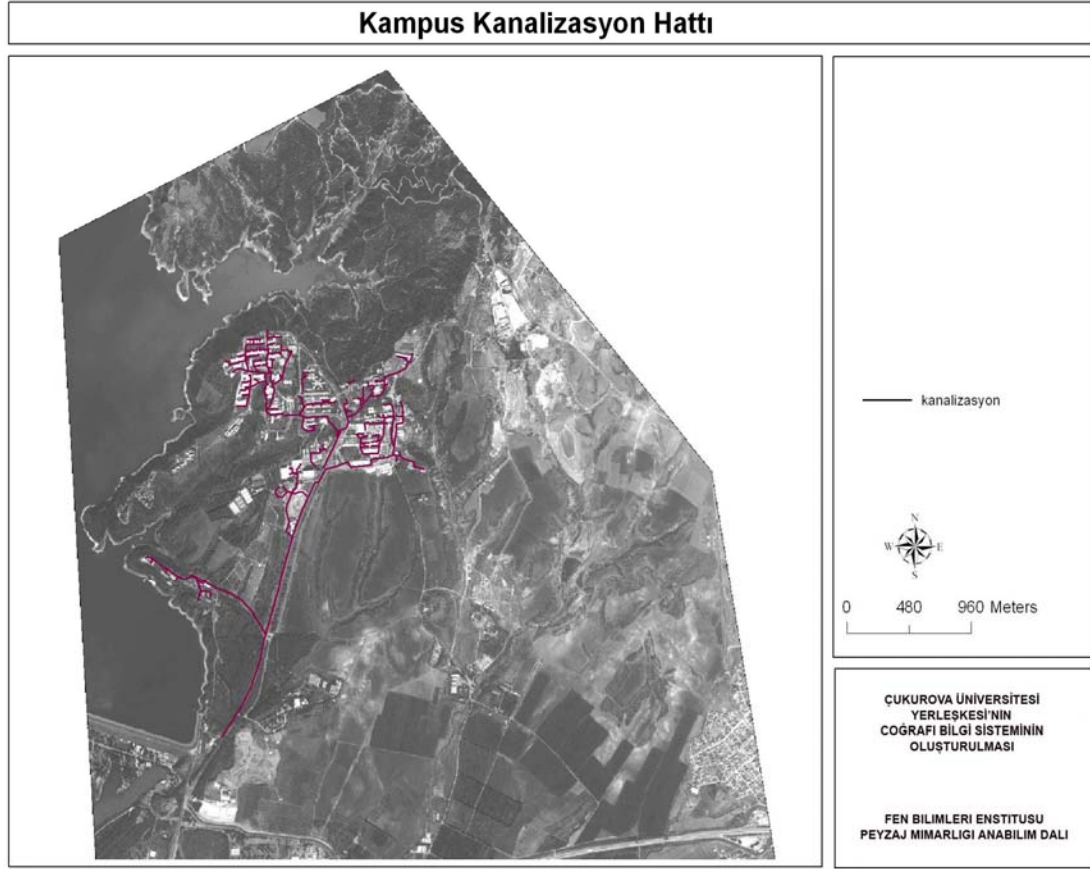 Kampus Kanalizasyon Hattı
kanalizasyon
N
W E
S
0 480 960 Meters
ÇUKUROVA ÜNİVERSİTESİ
YERLEŞKESİ'NİN
COĞRAFI BİLGİ SİSTEMİNİN
OLUŞTURULMASI
FEN BILIMLERI ENSTITUSU
PEYZAJ MIMARLIGI ANABILIM DALI